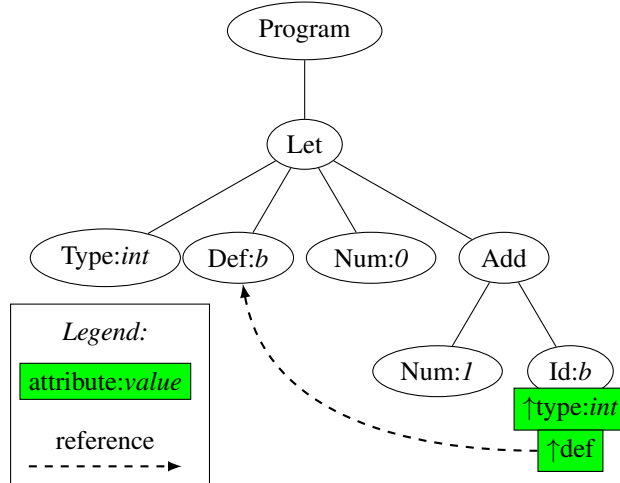 Program
Let
Type:int
Def:b
Num:0
Add
Legend:
attribute:value
reference
Num:1
Id:b
↑type:int
↑def